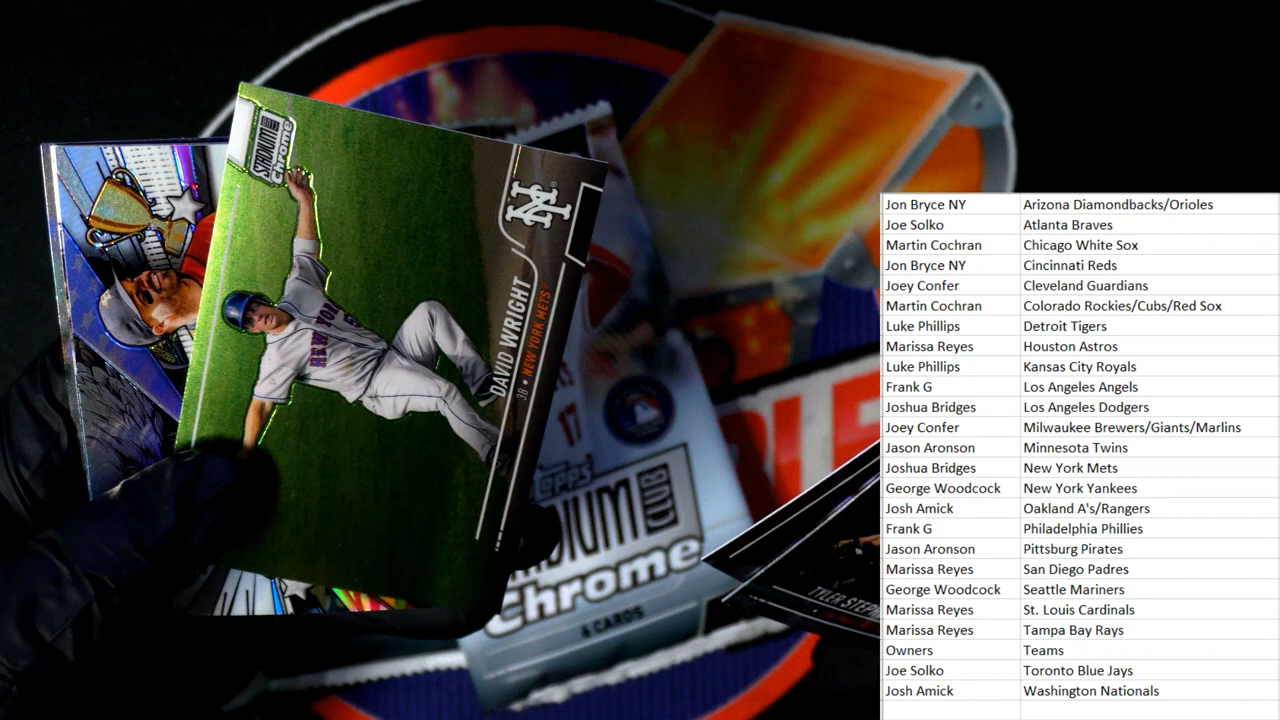 STADIUM CLUB
Chrome
NY
DAVID WRIGHT
3B • NEW YORK METS
17
Topps
STADIUM CLUB
Chrome
6 CARDS
Jon Bryce NY Arizona Diamondbacks/Orioles
Joe Solko Atlanta Braves
Martin Cochran Chicago White Sox
Jon Bryce NY Cincinnati Reds
Joey Confer Cleveland Guardians
Martin Cochran Colorado Rockies/Cubs/Red Sox
Luke Phillips Detroit Tigers
Marissa Reyes Houston Astros
Luke Phillips Kansas City Royals
Frank G Los Angeles Angels
Joshua Bridges Los Angeles Dodgers
Joey Confer Milwaukee Brewers/Giants/Marlins
Jason Aronson Minnesota Twins
Joshua Bridges New York Mets
George Woodcock New York Yankees
Josh Amick Oakland A's/Rangers
Frank G Philadelphia Phillies
Jason Aronson Pittsburg Pirates
Marissa Reyes San Diego Padres
George Woodcock Seattle Mariners
Marissa Reyes St. Louis Cardinals
Marissa Reyes Tampa Bay Rays
Owners Teams
Joe Solko Toronto Blue Jays
Josh Amick Washington Nationals